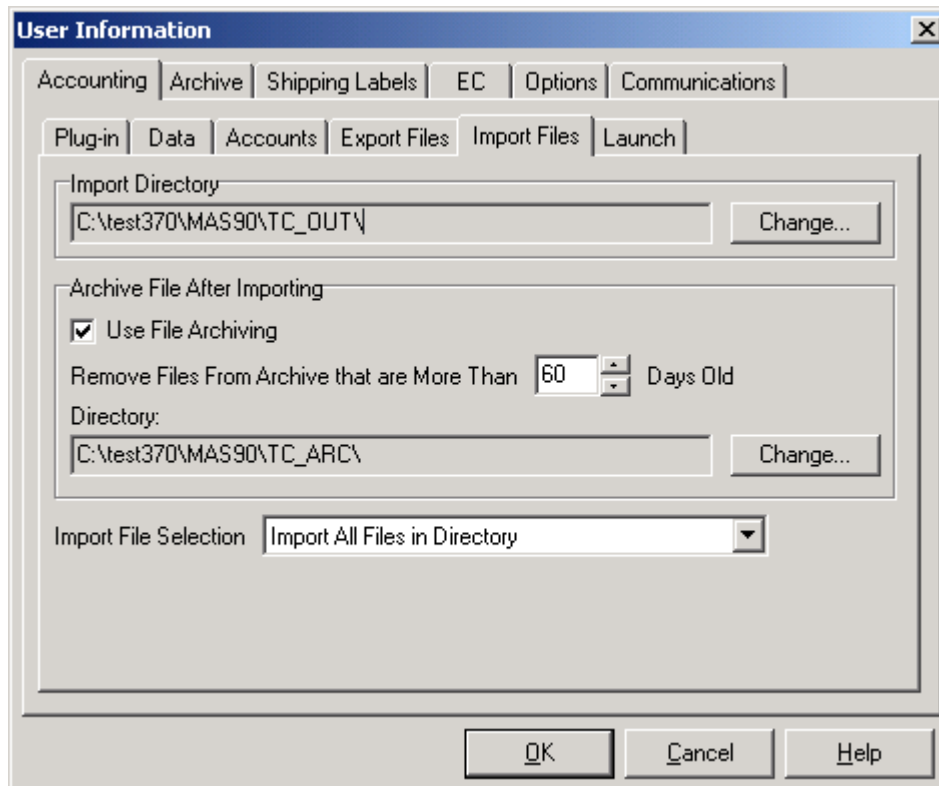 User Information
Accounting Archive Shipping Labels EC Options Communications
Plug-in Data Accounts Export Files Import Files Launch
Import Directory
C:\test370\MAS90\TC_OUT\
Change...
Archive File After Importing
Use File Archiving
Remove Files From Archive that are More Than 60 Days Old
Directory:
C:\test370\MAS90\TC_ARC\
Change...
Import File Selection Import All Files in Directory
OK Cancel Help